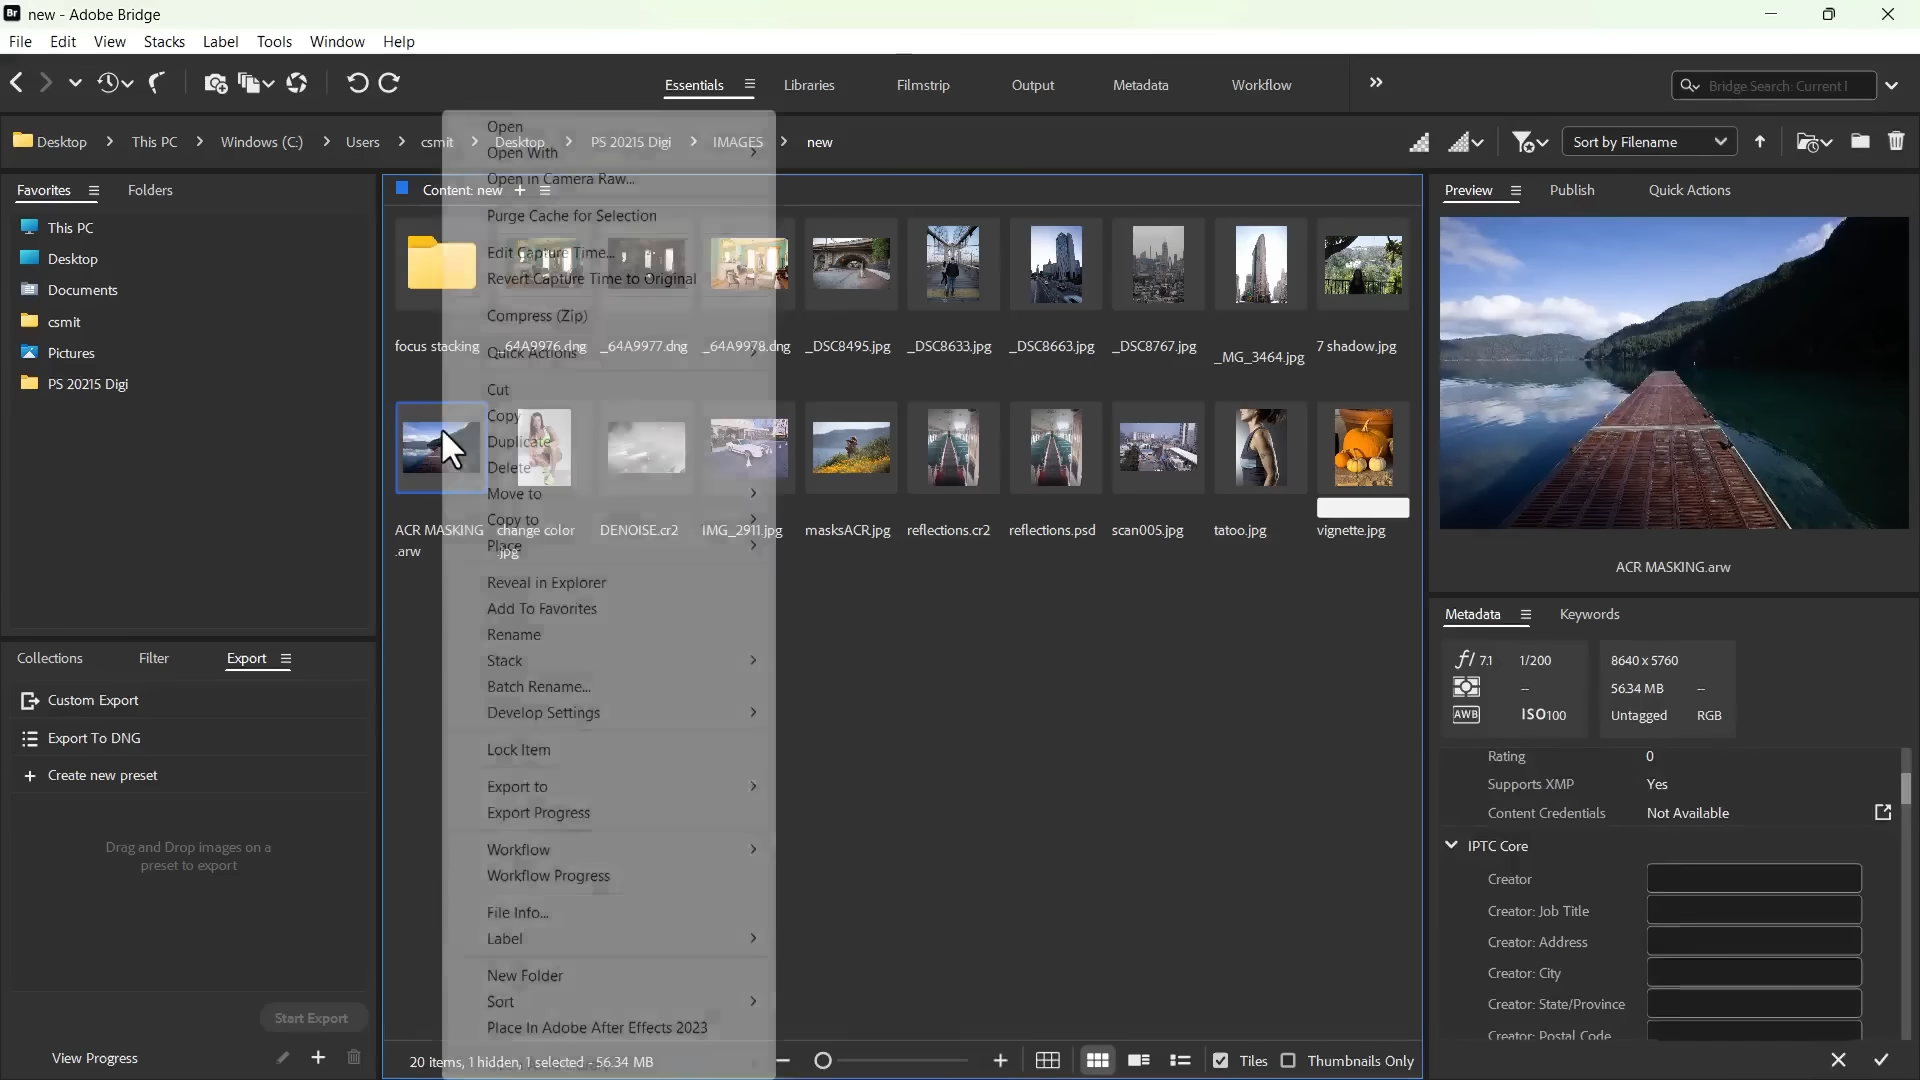 Br new - Adobe Bridge
File Edit View Stacks Label Tools Window Help
Essentials Libraries Filmstrip Output Metadata Workflow
Bridge Search: Current I
Desktop This PC Windows (C:) Users csmit Desktop PS 20215 Digi IMAGES new
Sort by Filename
Favorites Folders
This PC
Desktop
Documents
csmit
Pictures
PS 20215 Digi
Collections Filter Export
Custom Export
Export To DNG
Create new preset
Drag and Drop images on a
preset to export
Start Export
View Progress
Content: new
focus stacking _64A9976.dng _64A9977.dng _64A9978.dng _DSC8495.jpg _DSC8633.jpg _DSC8663.jpg _DSC8767.jpg _MG_3464.jpg 7 shadow.jpg
ACR MASKING
.arw
change color
.jpg
DENOISE.cr2 IMG_2911.jpg masksACR.jpg reflections.cr2 reflections.psd scan005.jpg tatoo.jpg vignette.jpg
Open
Open With
Open in Camera Raw...
Purge Cache for Selection
Edit Capture Time...
Revert Capture Time to Original
Compress (Zip)
Quick Actions
Cut
Copy
Duplicate
Delete
Move to
Copy to
Place
Reveal in Explorer
Add To Favorites
Rename
Stack
Batch Rename...
Develop Settings
Lock Item
Export to
Export Progress
Workflow
Workflow Progress
File Info...
Label
New Folder
Sort
Place In Adobe After Effects 2023
20 items, 1 hidden, 1 selected - 56.34 MB
Tiles Thumbnails Only
Preview Publish Quick Actions
ACR MASKING.arw
Metadata Keywords
f/ 7.1 1/200
--
AWB ISO100
8640 x 5760
56.34 MB --
Untagged RGB
Rating 0
Supports XMP Yes
Content Credentials Not Available
IPTC Core
Creator
Creator: Job Title
Creator: Address
Creator: City
Creator: State/Province
Creator: Postal Code